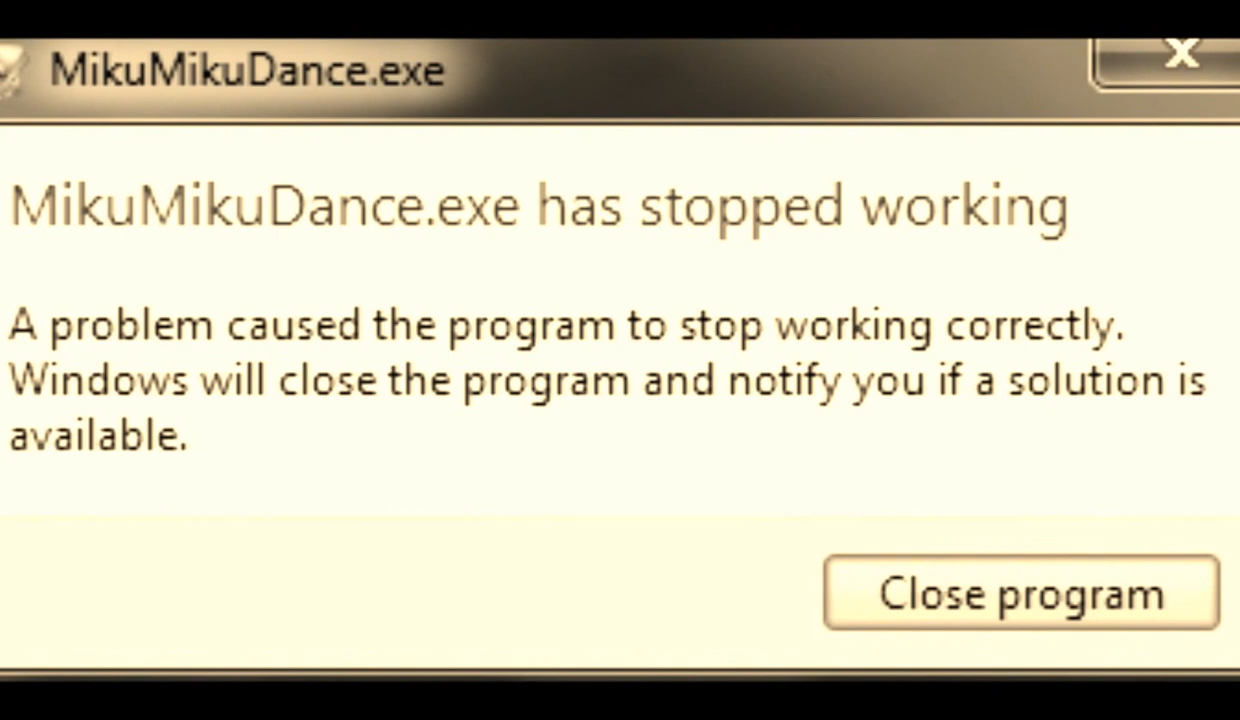 MikuMikuDance.exe
x
MikuMikuDance.exe has stopped working
A problem caused the program to stop working correctly.
Windows will close the program and notify you if a solution is
available.
Close program